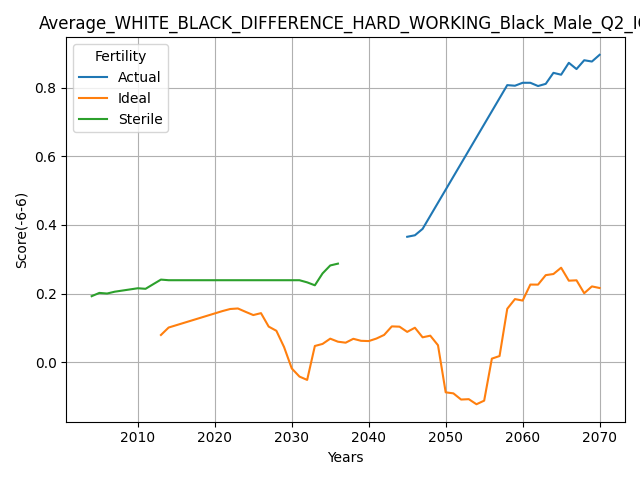 Average_WHITE_BLACK_DIFFERENCE_HARD_WORKING_Black_Male_Q2_IC
Fertility
Actual
Ideal
Sterile
Score(-6-6)
0.8
0.6
0.4
0.2
0.0
2010 2020 2030 2040 2050 2060 2070
Years